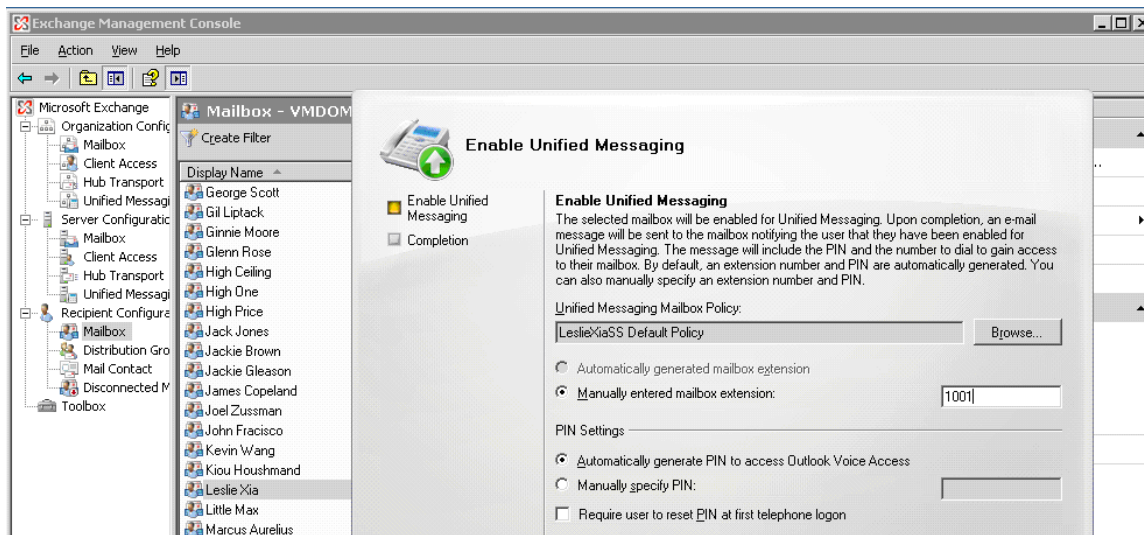 Exchange Management Console
File Action View Help
Microsoft Exchange
Organization Config
Mailbox
Client Access
Hub Transport
Unified Messagi
Server Configuratic
Mailbox
Client Access
Hub Transport
Unified Messagi
Recipient Configura
Mailbox
Distribution Gro
Mail Contact
Disconnected M
Toolbox
Mailbox - VMDOM
Create Filter
Display Name
George Scott
Gil Liptack
Ginnie Moore
Glenn Rose
High Ceiling
High One
High Price
Jack Jones
Jackie Brown
Jackie Gleason
James Copeland
Joel Zussman
John Fracisco
Kevin Wang
Kiou Houshmand
Leslie Xia
Little Max
Marcus Aurelius
Enable Unified Messaging
Enable Unified
Messaging
Completion
Enable Unified Messaging
The selected mailbox will be enabled for Unified Messaging. Upon completion, an e-mail
message will be sent to the mailbox notifying the user that they have been enabled for
Unified Messaging. The message will include the PIN and the number to dial to gain access
to their mailbox. By default, an extension number and PIN are automatically generated. You
can also manually specify an extension number and PIN.
Unified Messaging Mailbox Policy:
LeslieXiaSS Default Policy
Browse...
Automatically generated mailbox extension
Manually entered mailbox extension:
1001
PIN Settings
Automatically generate PIN to access Outlook Voice Access
Manually specify PIN:
Require user to reset PIN at first telephone logon
..